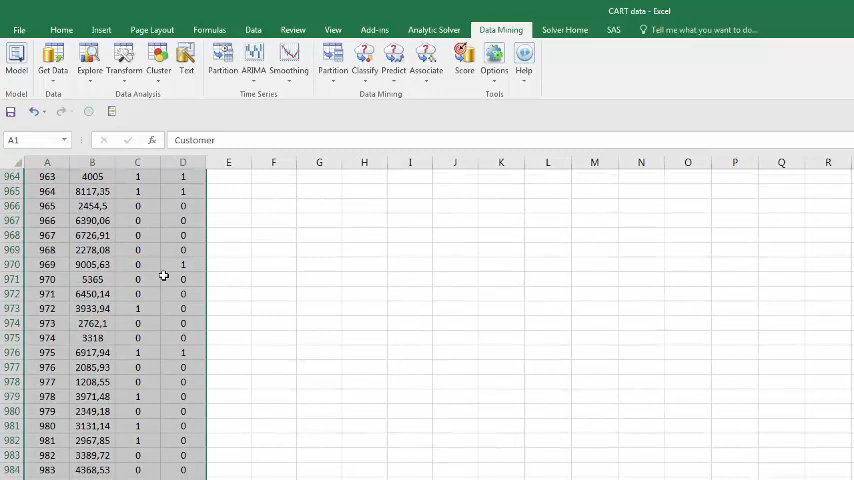 CART data - Excel
File Home Insert Page Layout Formulas Data Review View Add-ins Analytic Solver Data Mining Solver Home SAS Tell me what you want to do...
Model Get Data Explore Transform Cluster Text Partition ARIMA Smoothing Partition Classify Predict Associate Score Options Help
Model Data Data Analysis Time Series Data Mining Tools
A1 fx Customer
A B C D E F G H I J K L M N O P Q R
964 963 4005 1 1
965 964 8117,35 1 1
966 965 2454,5 0 0
967 966 6390,06 0 0
968 967 6726,91 0 0
969 968 2278,08 0 0
970 969 9005,63 0 1
971 970 5365 0 0
972 971 6450,14 0 0
973 972 3933,94 1 0
974 973 2762,1 0 0
975 974 3318 0 0
976 975 6917,94 1 1
977 976 2085,93 0 0
978 977 1208,55 0 0
979 978 3971,48 1 0
980 979 2349,18 0 0
981 980 3131,14 1 0
982 981 2967,85 1 0
983 982 3389,72 0 0
984 983 4368,53 0 0